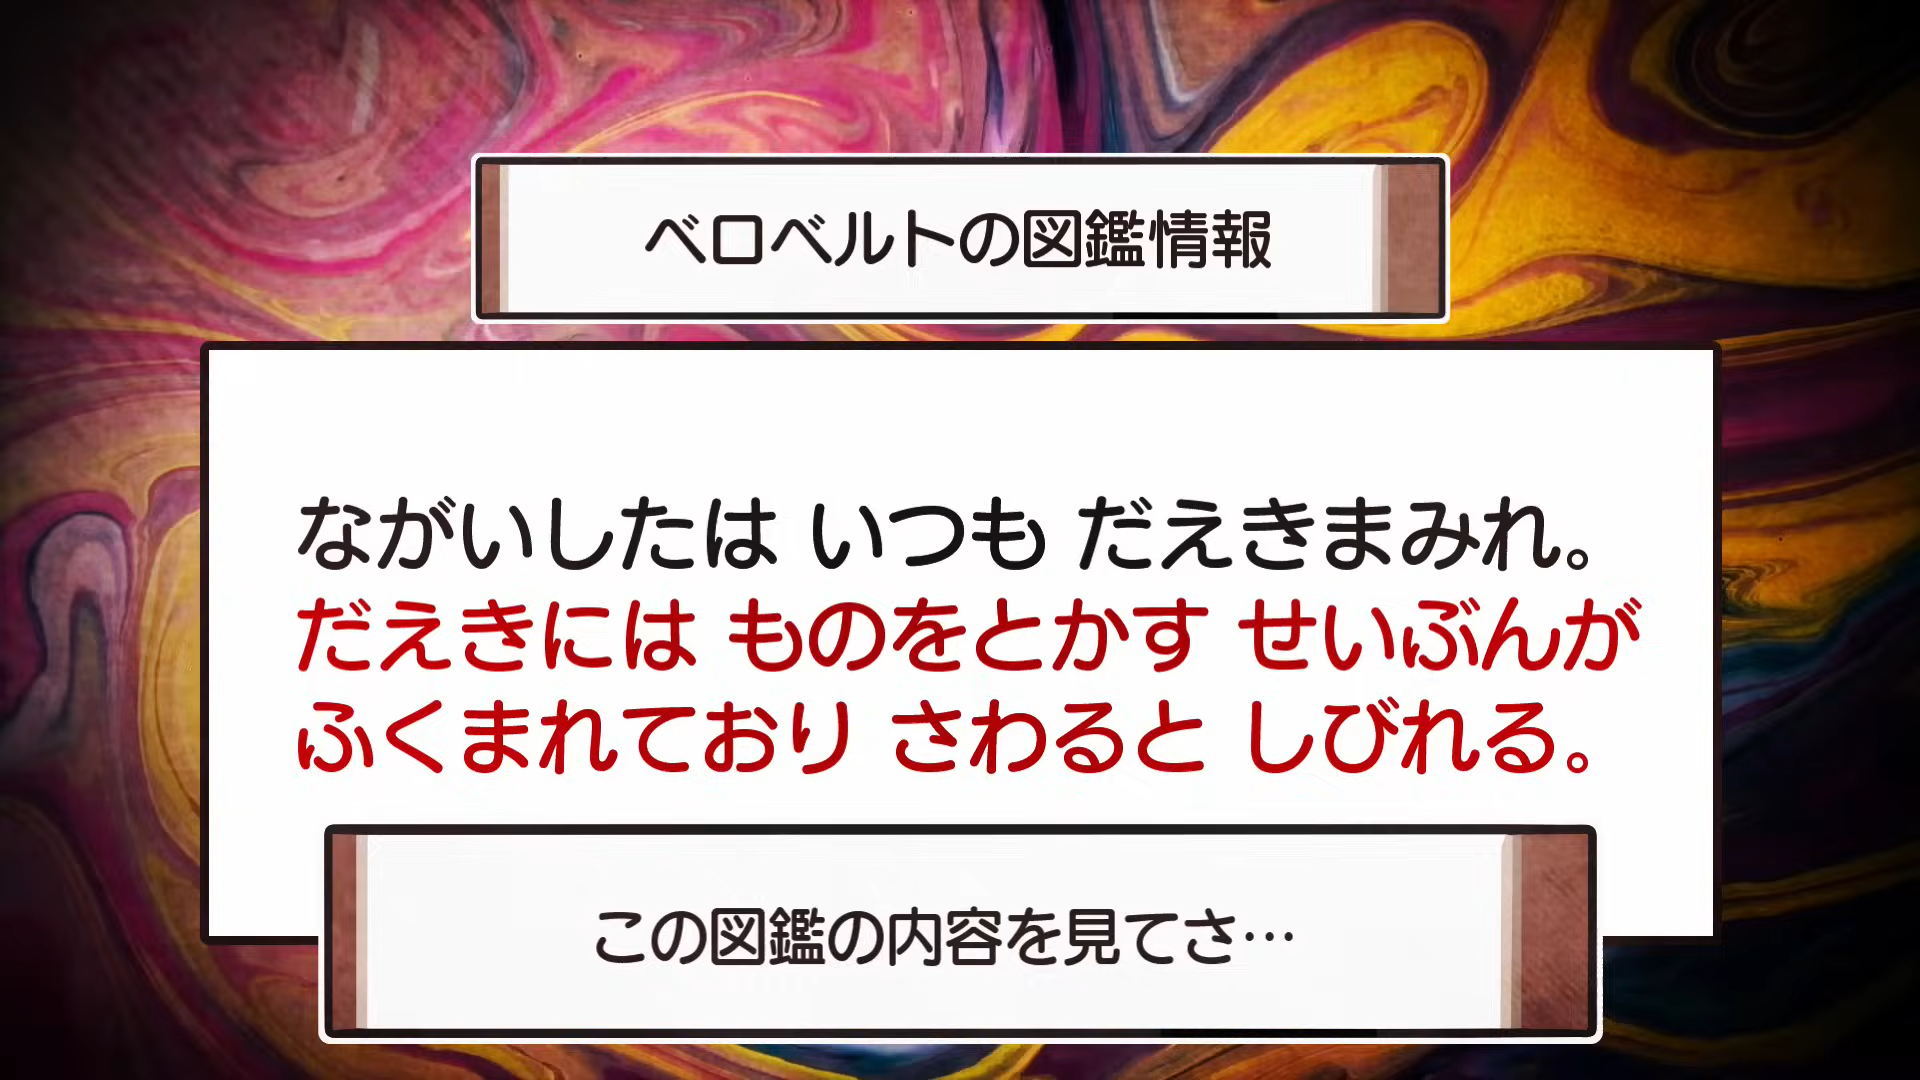 ベロベルトの図鑑情報
ながいしたは いつも だえきまみれ。
だえきには ものをとかす せいぶんが
ふくまれており さわると しびれる。
この図鑑の内容を見てさ…